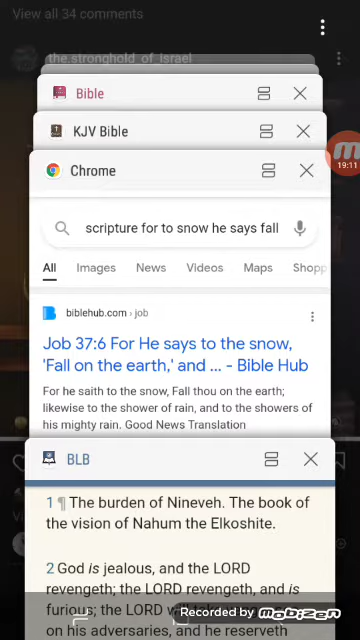 View all 34 comments
the.stronghold_of_Israel
Bible
KJV Bible
19:11
Chrome
scripture for to snow he says fall
All Images News Videos Maps Shopp
biblehub.com › job
Job 37:6 For He says to the snow,
'Fall on the earth,' and ... - Bible Hub
For he saith to the snow, Fall thou on the earth;
likewise to the shower of rain, and to the showers of
his mighty rain. Good News Translation
BLB
1 ¶ The burden of Nineveh. The book of
the vision of Nahum the Elkoshite.
2 God is jealous, and the LORD
revengeth; the LORD revengeth, and is
furious; the LORD will take
on his adversaries, and he reserveth
Recorded by MOBIZEN